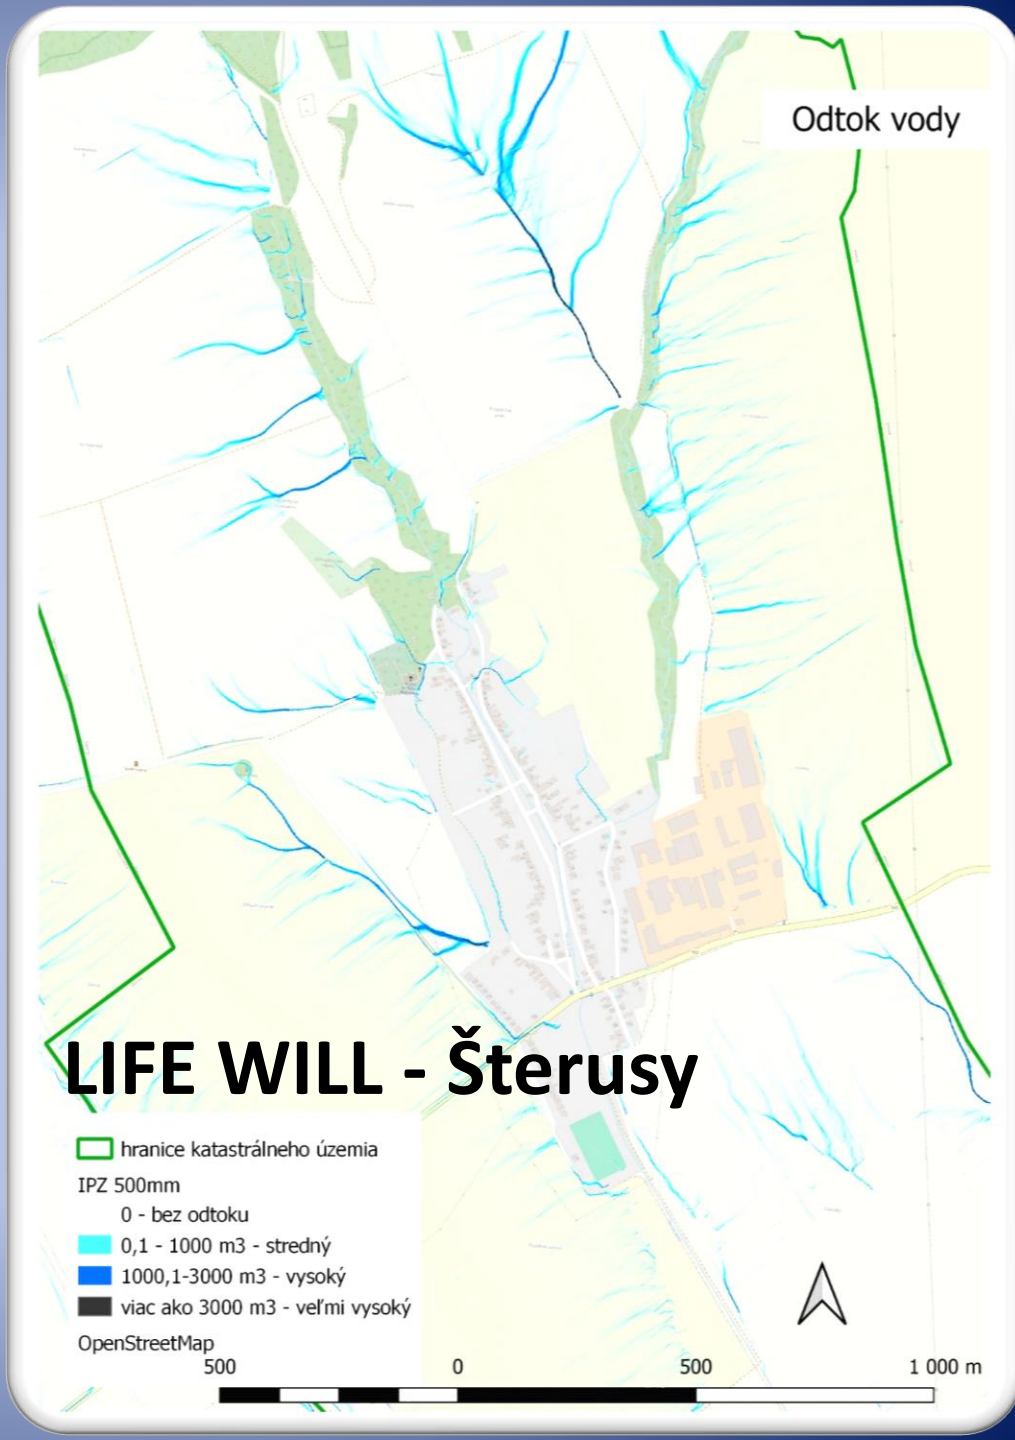 Odtok vody
LIFE WILL - Šterusy
hranice katastrálneho územia
IPZ 500mm
0 - bez odtoku
0,1 - 1000 m3 - stredný
1000,1-3000 m3 - vysoký
viac ako 3000 m3 - veľmi vysoký
OpenStreetMap
500 0 500 1 000 m